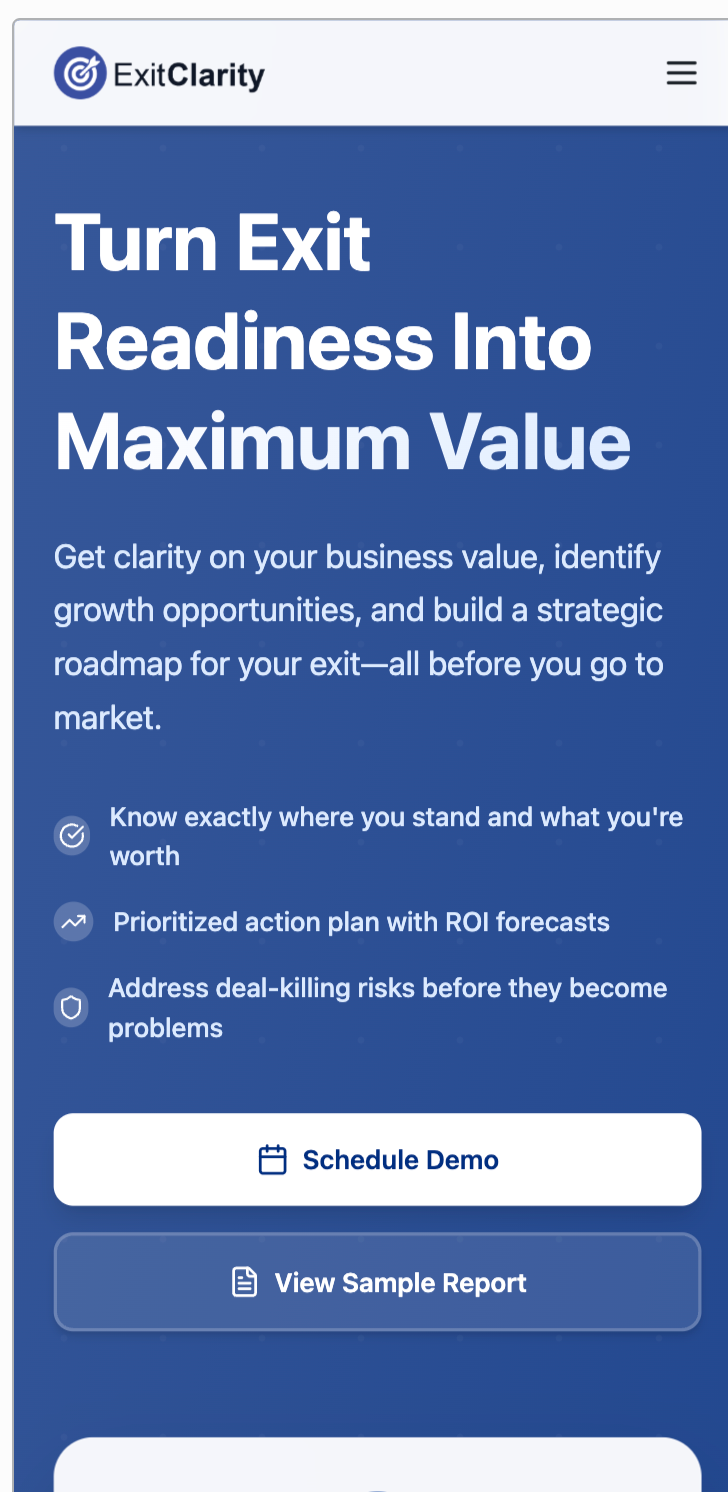 ExitClarity
Turn Exit
Readiness Into
Maximum Value
Get clarity on your business value, identify
growth opportunities, and build a strategic
roadmap for your exit—all before you go to
market.
Know exactly where you stand and what you're
worth
Prioritized action plan with ROI forecasts
Address deal-killing risks before they become
problems
Schedule Demo
View Sample Report